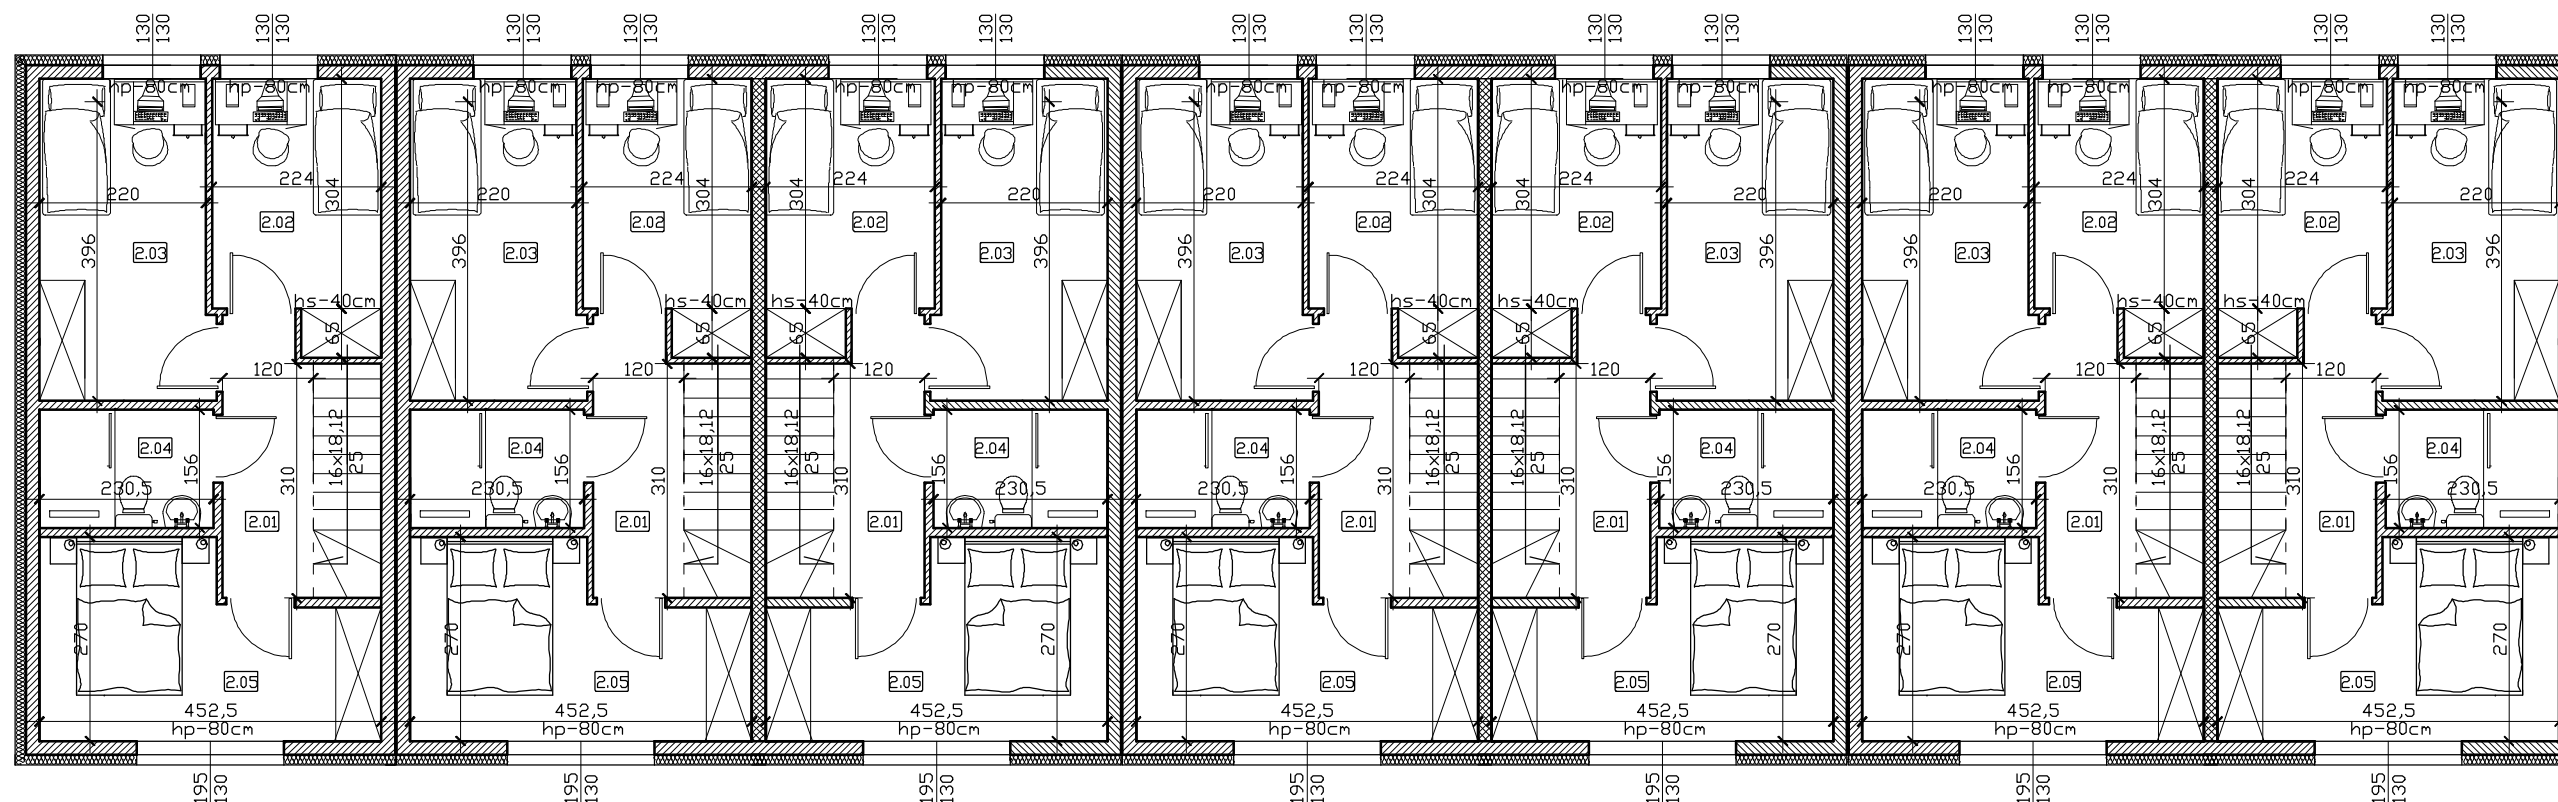 130 130 130 130 130 130 130 130 130 130 130 130 130 130
130 130 130 130 130 130 130 130 130 130 130 130 130 130
hp-80cm hp-80cm hp-80cm hp-80cm hp-80cm hp-80cm hp-80cm hp-80cm hp-80cm hp-80cm hp-80cm hp-80cm hp-80cm hp-80cm
224 224 224 224 224 224 224
304 304 304 304 304 304 304
220 220 220 220 220 220 220
2.02 2.02 2.02 2.02 2.02 2.02 2.02
2.03 2.03 2.03 2.03 2.03 2.03 2.03
396 396 396 396 396 396 396
hs-40cm hs-40cm hs-40cm hs-40cm hs-40cm hs-40cm hs-40cm
65 65 65 65 65 65 65
120 120 120 120 120 120 120
2.04 2.04 2.04 2.04 2.04 2.04 2.04
16x18,12 16x18,12 16x18,12 16x18,12 16x18,12 16x18,12 16x18,12
25 25 25 25 25 25 25
156 156 156 156 156 156 156
310 310 310 310 310 310 310
230,5 230,5 230,5 230,5 230,5 230,5 230,5
2.01 2.01 2.01 2.01 2.01 2.01 2.01
270 270 270 270 270 270 270
2.05 2.05 2.05 2.05 2.05 2.05 2.05
452,5 452,5 452,5 452,5 452,5 452,5 452,5
hp-80cm hp-80cm hp-80cm hp-80cm hp-80cm hp-80cm hp-80cm
195 195 195 195 195 195 195
130 130 130 130 130 130 130